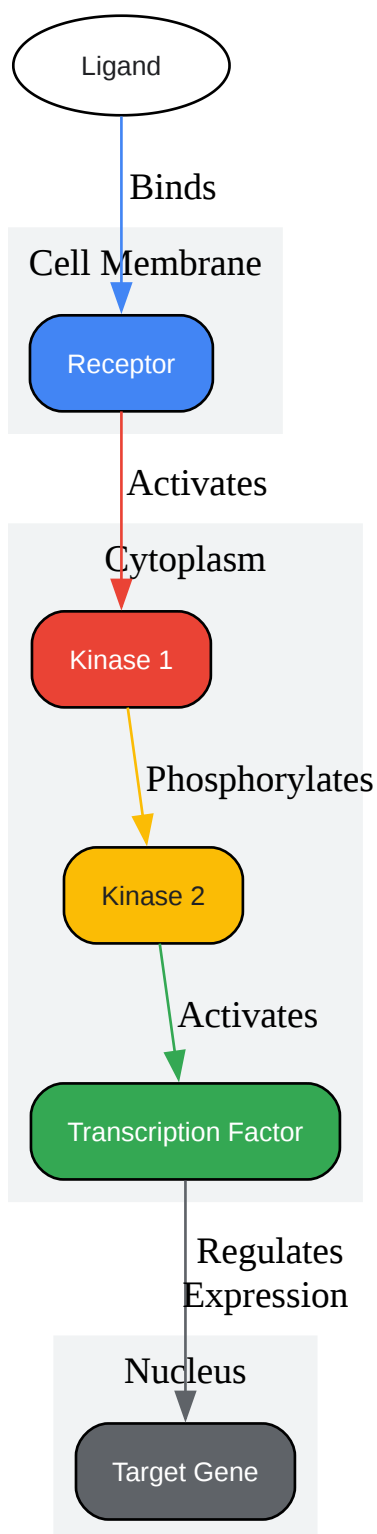 Ligand
Binds
Cell Membrane
Receptor
Activates
Cytoplasm
Kinase 1
Phosphorylates
Kinase 2
Activates
Transcription Factor
Regulates
Expression
Nucleus
Target Gene